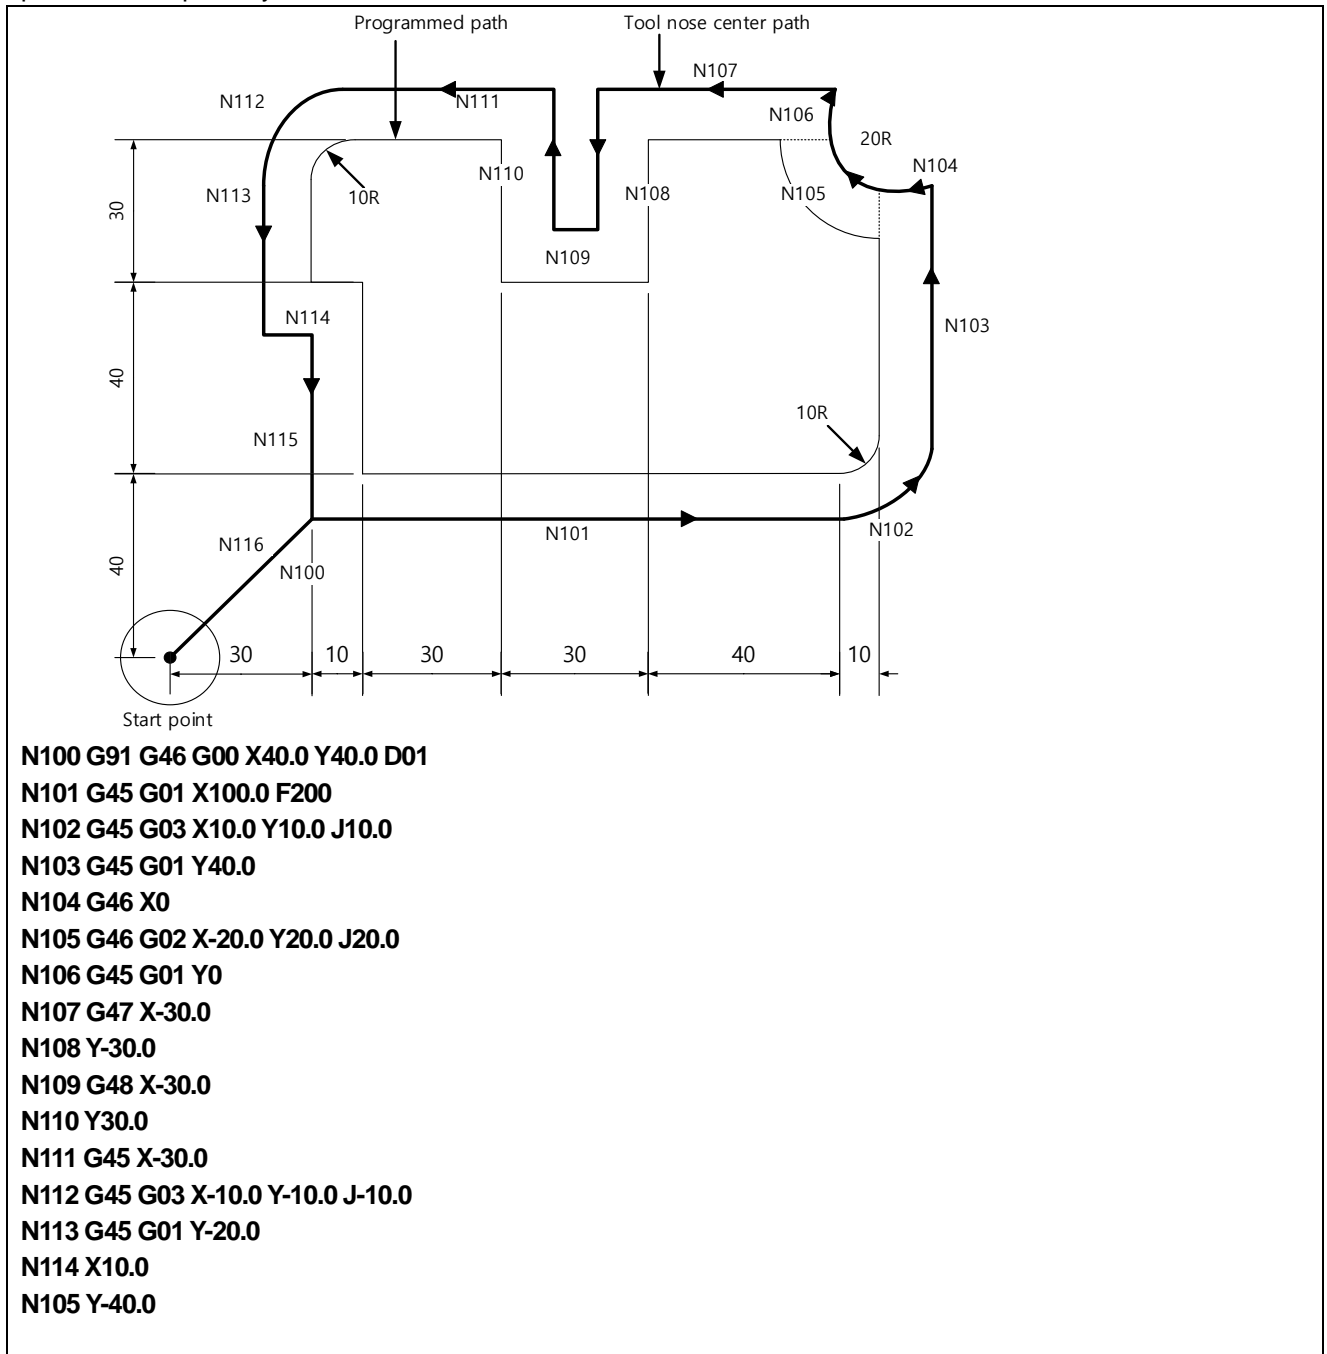 Programmed path
Tool nose center path
N107
N112
N111
N106
20R
N104
N110
N113
10R
N108
N105
30
N109
N114
N103
40
10R
N115
N101
N102
N116
N100
40
30
10
30
30
40
10
Start point
N100 G91 G46 G00 X40.0 Y40.0 D01
N101 G45 G01 X100.0 F200
N102 G45 G03 X10.0 Y10.0 J10.0
N103 G45 G01 Y40.0
N104 G46 X0
N105 G46 G02 X-20.0 Y20.0 J20.0
N106 G45 G01 Y0
N107 G47 X-30.0
N108 Y-30.0
N109 G48 X-30.0
N110 Y30.0
N111 G45 X-30.0
N112 G45 G03 X-10.0 Y-10.0 J-10.0
N113 G45 G01 Y-20.0
N114 X10.0
N105 Y-40.0